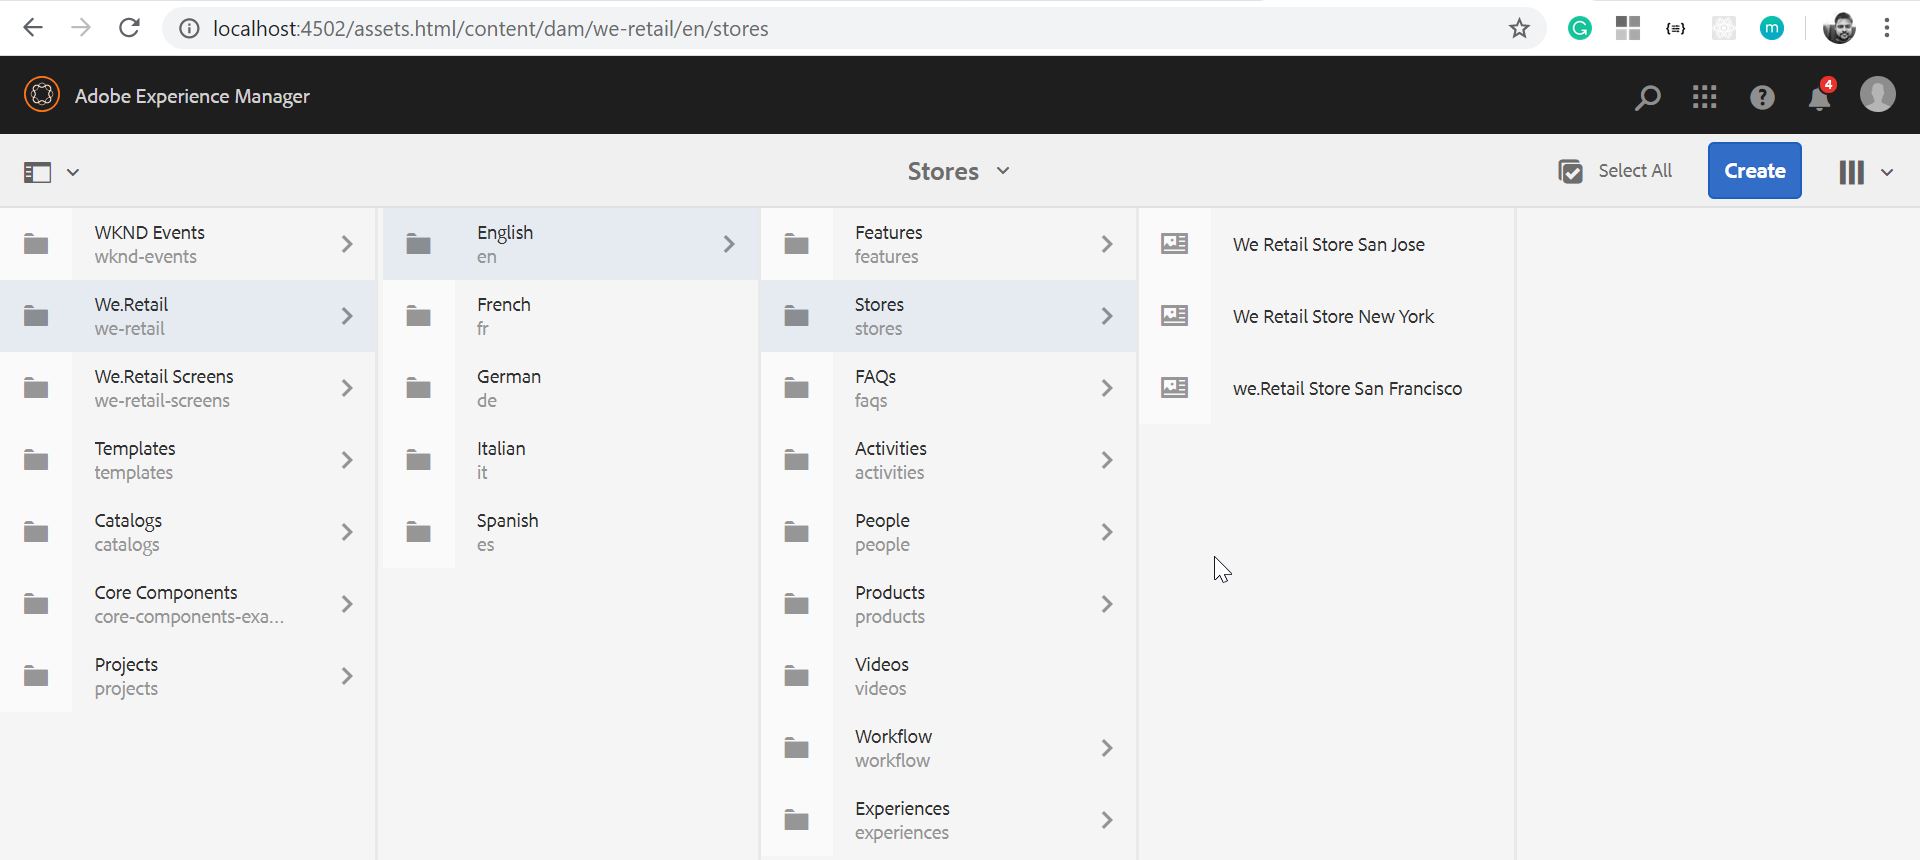 localhost:4502/assets.html/content/dam/we-retail/en/stores
{≡}
m
Adobe Experience Manager
?
4
Stores
Select All
Create
WKND Events
wknd-events
We.Retail
we-retail
We.Retail Screens
we-retail-screens
Templates
templates
Catalogs
catalogs
Core Components
core-components-exa...
Projects
projects
English
en
French
fr
German
de
Italian
it
Spanish
es
Features
features
Stores
stores
FAQs
faqs
Activities
activities
People
people
Products
products
Videos
videos
Workflow
workflow
Experiences
experiences
We Retail Store San Jose
We Retail Store New York
we.Retail Store San Francisco